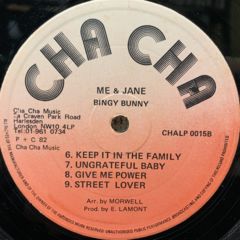 CHA CHA
ME & JANE
BINGY BUNNY
Cha Cha Music
Craven Park Road
Harlesden
London NW10 4LP
Tel: 01-961 0734
P + C 82
Cha Cha Music
CHALP 0015B
6. KEEP IT IN THE FAMILY
7. UNGRATEFUL BABY
8. GIVE ME POWER
9. STREET LOVER
Arr. by MORWELL
Prod. by E. LAMONT